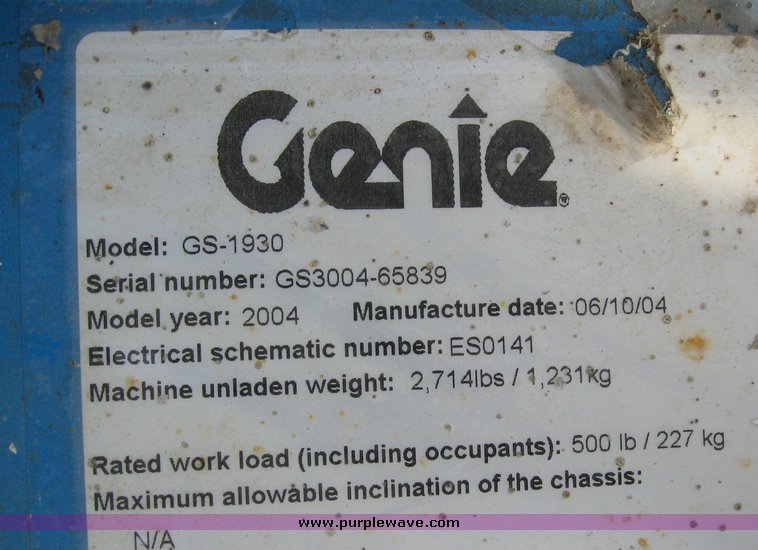 Genie
Model: GS-1930
Serial number: GS3004-65839
Model year: 2004 Manufacture date: 06/10/04
Electrical schematic number: ES0141
Machine unladen weight: 2,714lbs / 1,231kg
Rated work load (including occupants): 500 lb / 227 kg
Maximum allowable inclination of the chassis:
www.purplewave.com
N/A